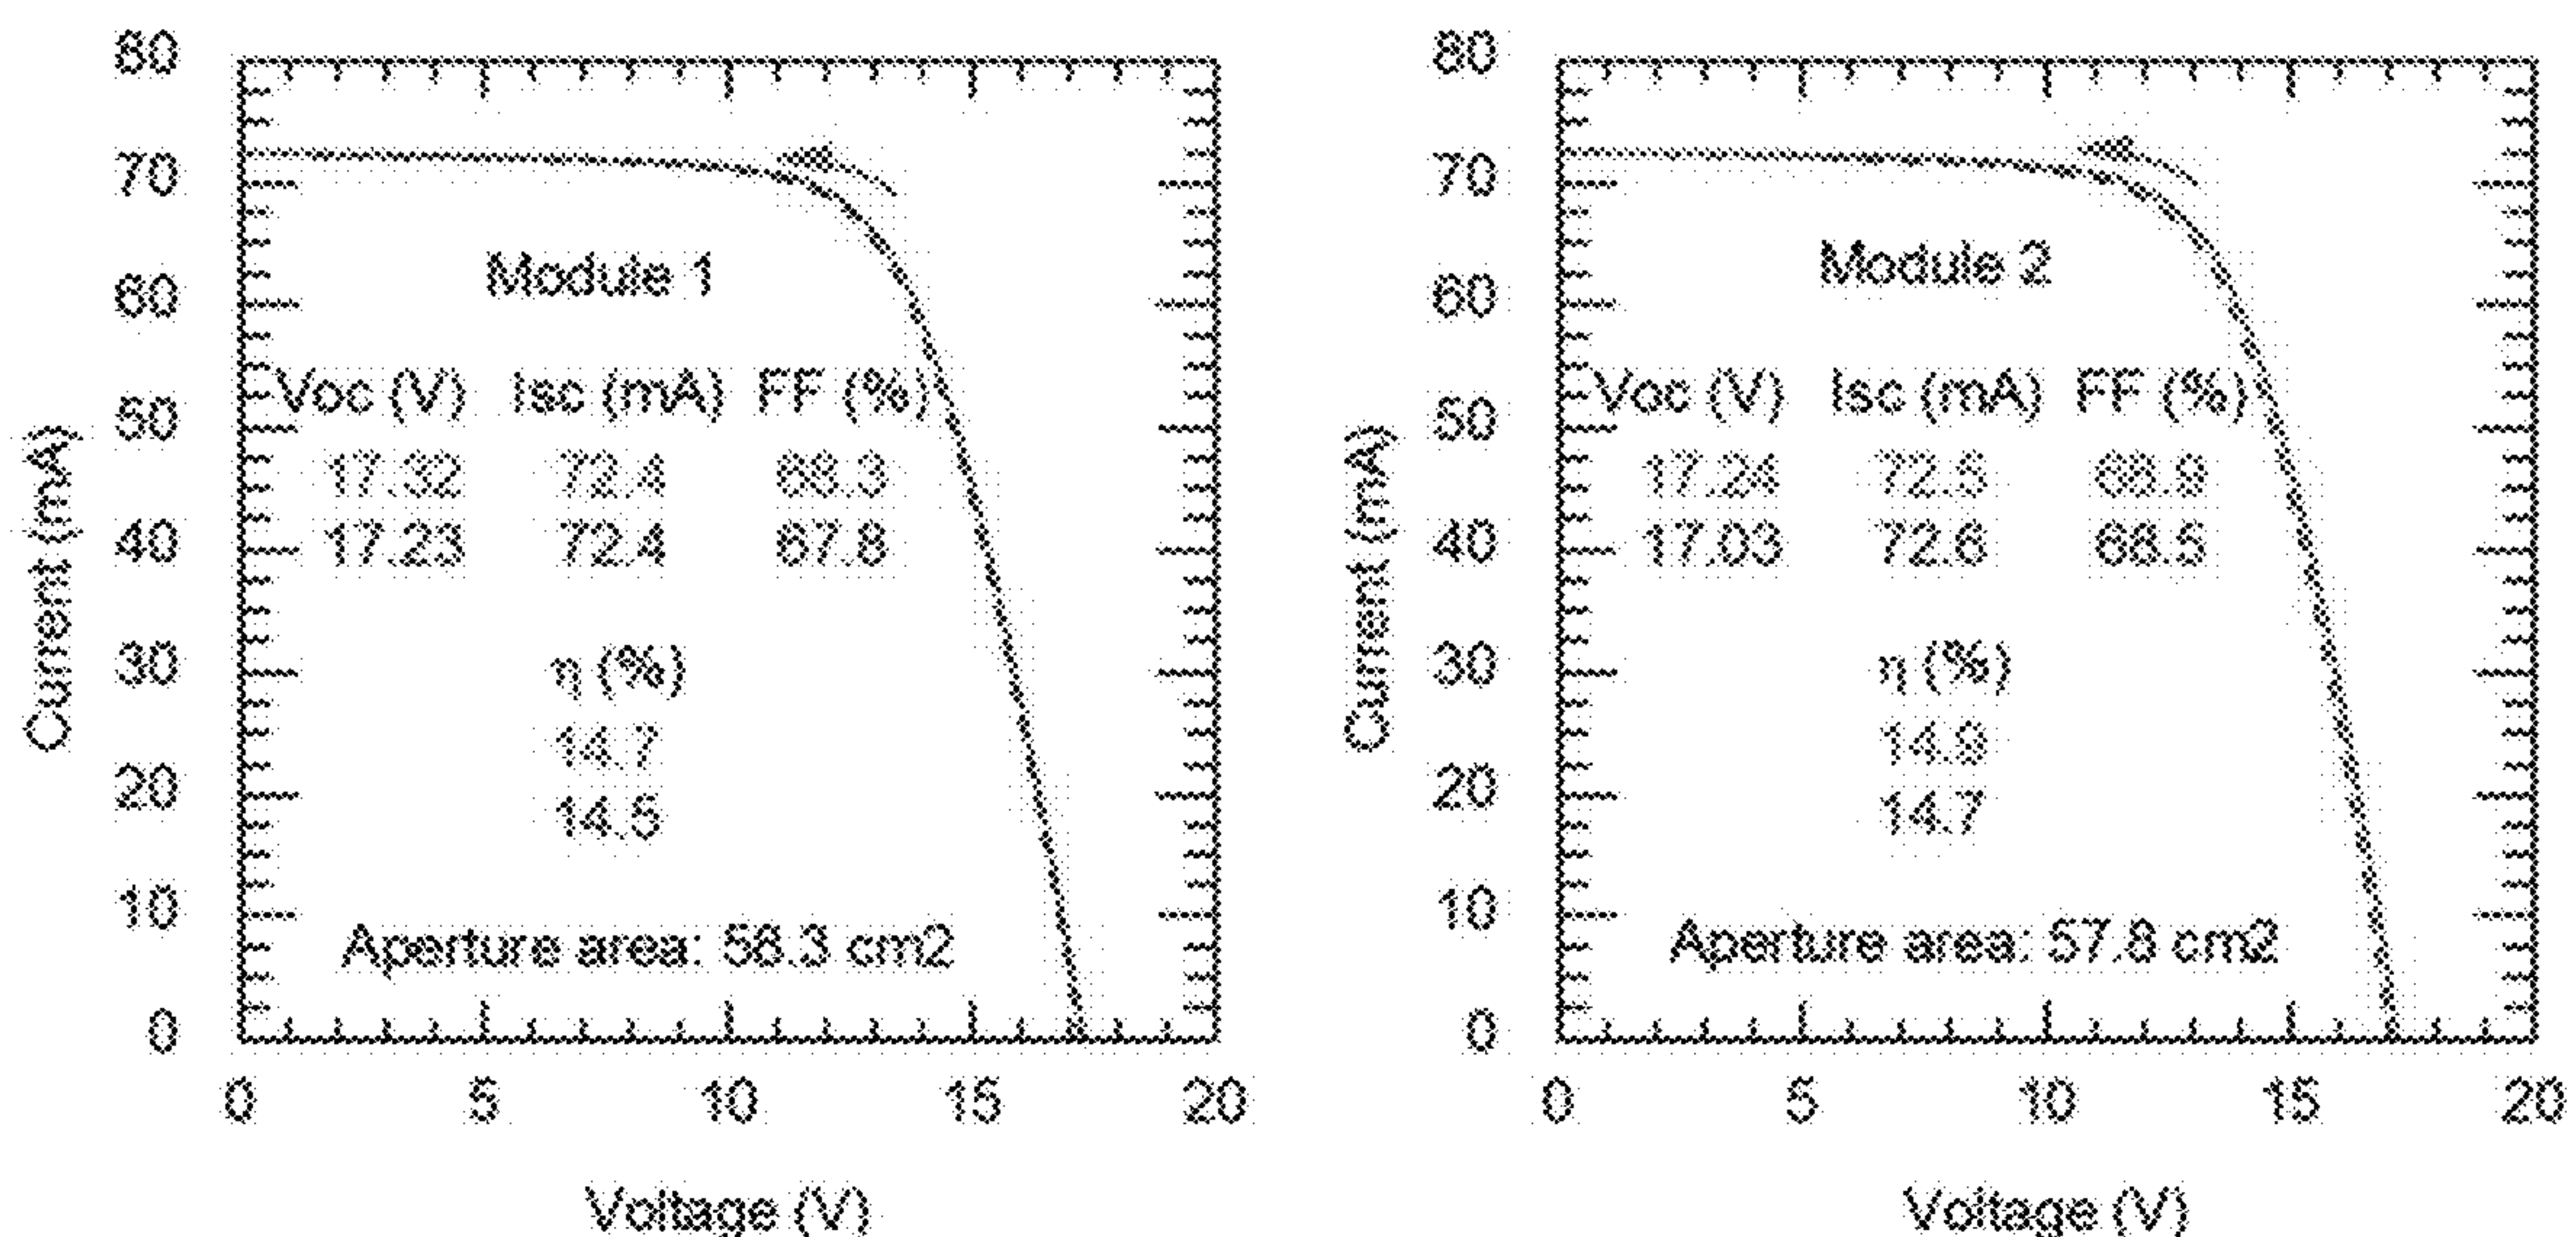 80
70
60
50
40
30
20
10
0
Current (mA)
Module 1
Voc (V) Isc (mA) FF (%)
17.32 72.4 68.3
17.23 72.4 67.8
η (%)
14.7
14.5
Aperture area: 58.3 cm2
0 5 10 15 20
Voltage (V)
80
70
60
50
40
30
20
10
0
Current (mA)
Module 2
Voc (V) Isc (mA) FF (%)
17.24 72.5 68.9
17.03 72.6 68.5
η (%)
14.9
14.7
Aperture area: 57.8 cm2
0 5 10 15 20
Voltage (V)